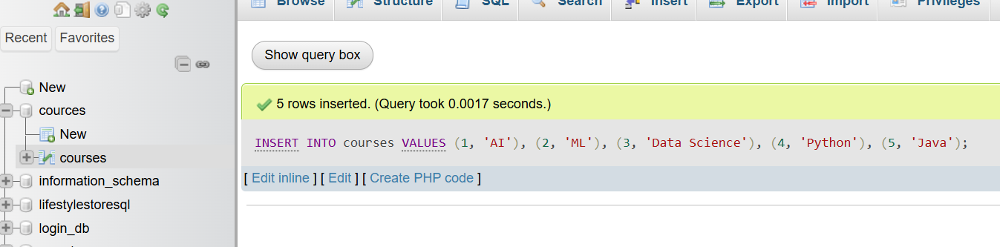 Browse Structure SQL Search Insert Export Import Privileges
Recent Favorites
Show query box
New
cources
New
courses
information_schema
lifestylestoresql
login_db
5 rows inserted. (Query took 0.0017 seconds.)
INSERT INTO courses VALUES (1, 'AI'), (2, 'ML'), (3, 'Data Science'), (4, 'Python'), (5, 'Java');
[ Edit inline ] [ Edit ] [ Create PHP code ]